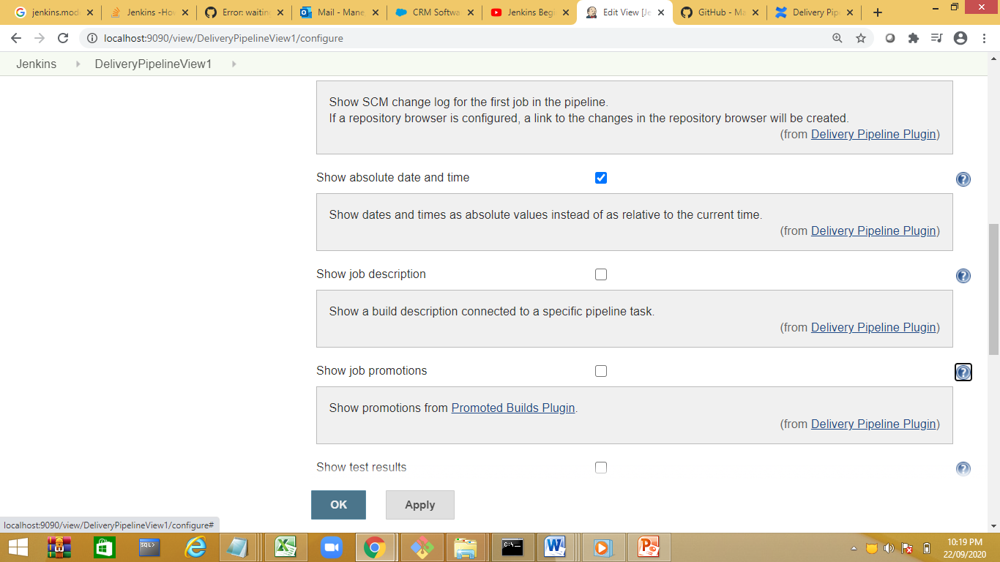 jenkins.mod
Jenkins -Ho
Error: waitin
Mail - Mane
CRM Softwa
Jenkins Begi
Edit View [Je
GitHub - Ma
Delivery Pip
localhost:9090/view/DeliveryPipelineView1/configure
Jenkins
DeliveryPipelineView1
Show SCM change log for the first job in the pipeline.
If a repository browser is configured, a link to the changes in the repository browser will be created.
(from Delivery Pipeline Plugin)
Show absolute date and time
Show dates and times as absolute values instead of as relative to the current time.
(from Delivery Pipeline Plugin)
Show job description
Show a build description connected to a specific pipeline task.
(from Delivery Pipeline Plugin)
Show job promotions
Show promotions from Promoted Builds Plugin.
(from Delivery Pipeline Plugin)
Show test results
OK
Apply
localhost:9090/view/DeliveryPipelineView1/configure#
SQL>
C:\_
10:19 PM
22/09/2020